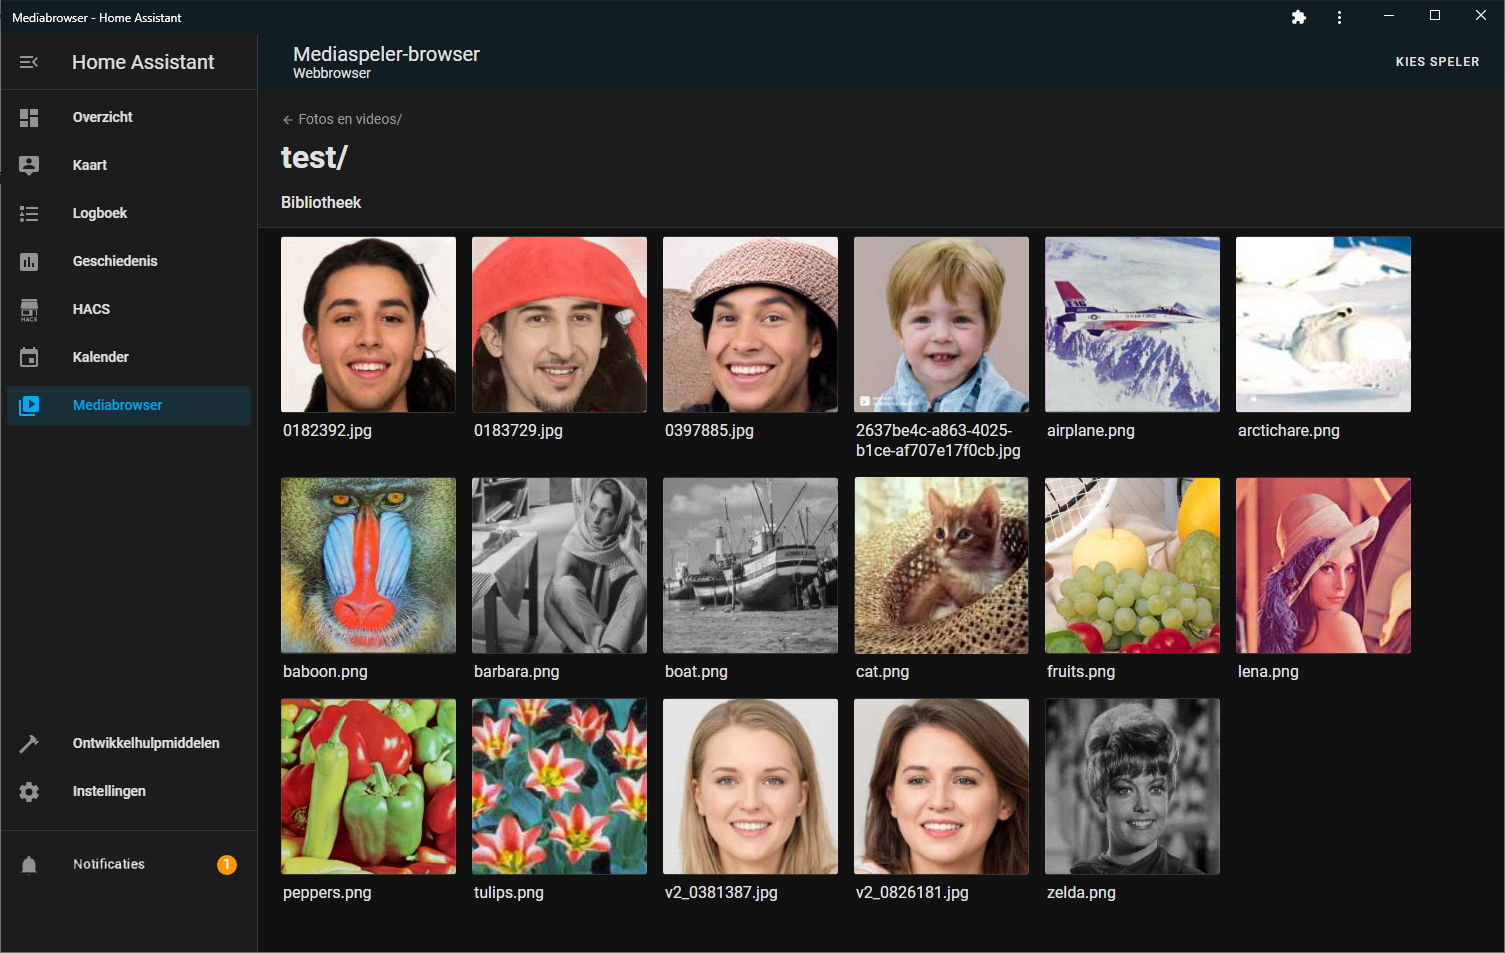 Mediabrowser - Home Assistant
Home Assistant
Mediaspeler-browser
Webbrowser
KIES SPELER
Overzicht
Kaart
Logboek
Geschiedenis
HACS
HACS
Kalender
Mediabrowser
Ontwikkelhulpmiddelen
Instellingen
Notificaties
1
Fotos en videos/
test/
Bibliotheek
0182392.jpg
0183729.jpg
0397885.jpg
2637be4c-a863-4025-
b1ce-af707e17f0cb.jpg
airplane.png
arctichare.png
baboon.png
barbara.png
boat.png
cat.png
fruits.png
lena.png
peppers.png
tulips.png
v2_0381387.jpg
v2_0826181.jpg
zelda.png